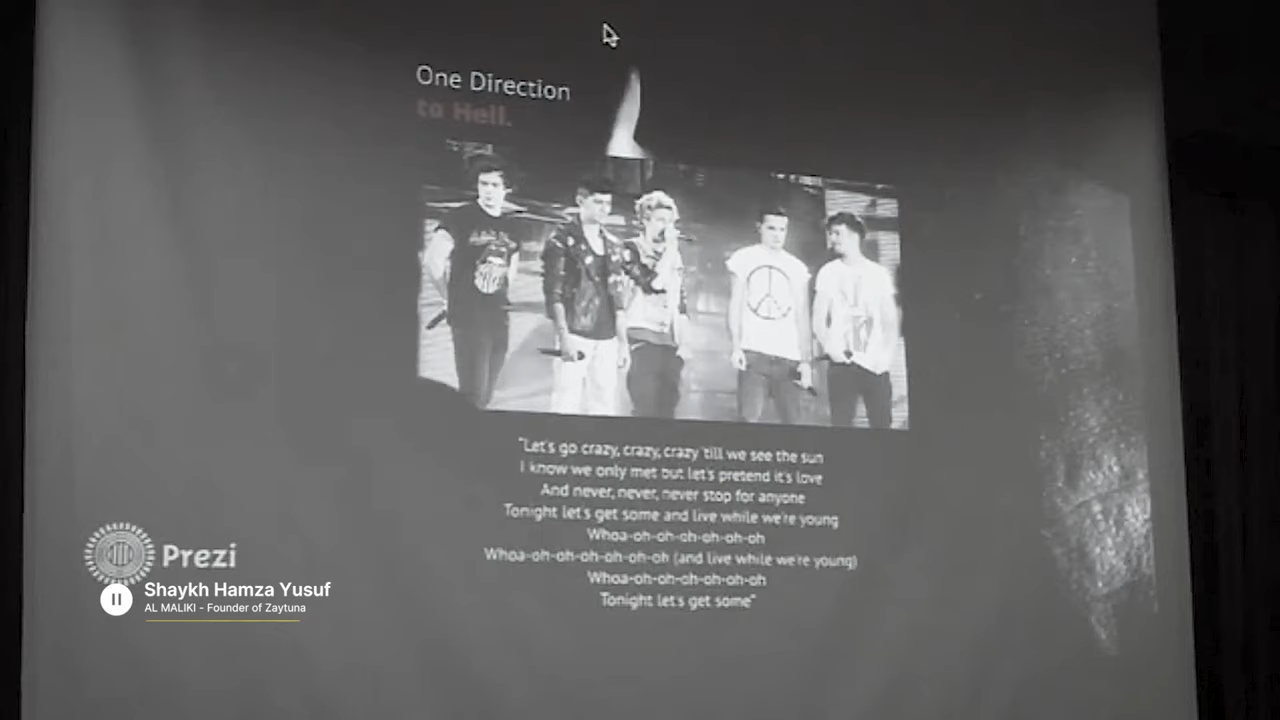 One Direction
to Hell.
"Let's go crazy, crazy, crazy 'till we see the sun
I know we only met but let's pretend it's love
And never, never, never stop for anyone
Tonight let's get some and live while we're young
Whoa-oh-oh-oh-oh-oh-oh
Whoa-oh-oh-oh-oh-oh-oh-oh (and live while we're young)
Whoa-oh-oh-oh-oh-oh-oh
Tonight let's get some"
Prezi
Shaykh Hamza Yusuf
AL MALIKI - Founder of Zaytuna